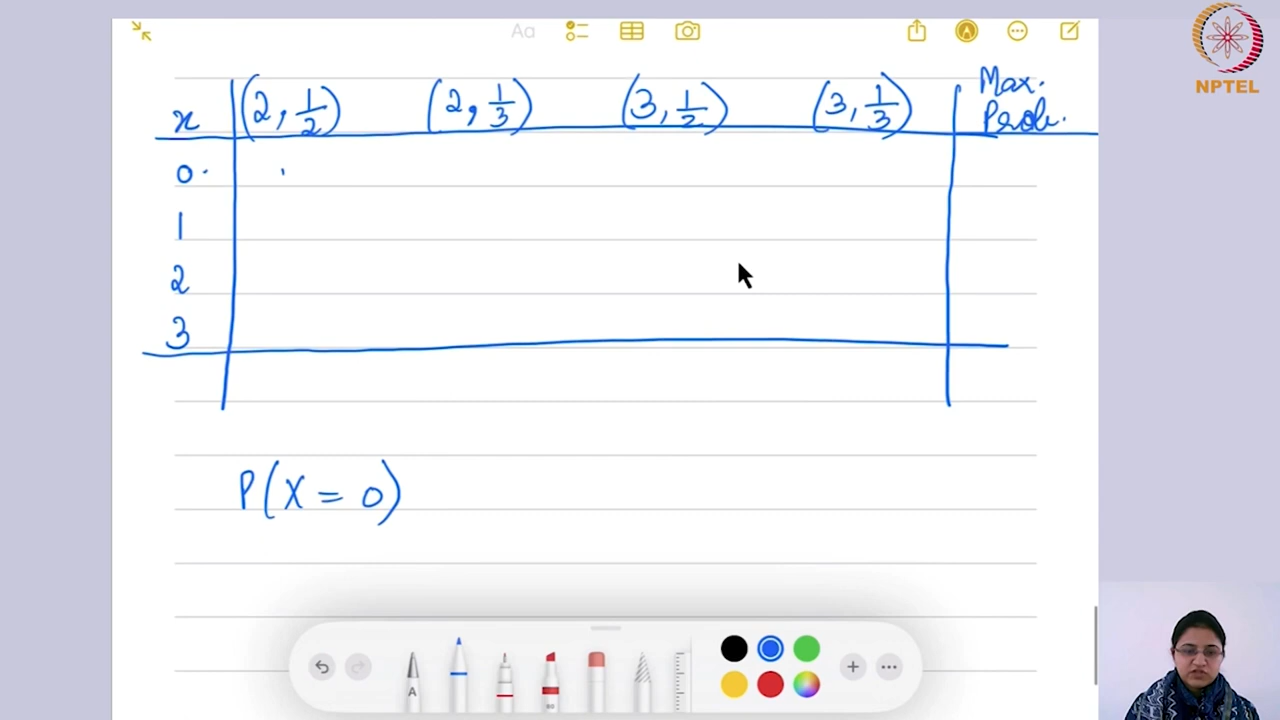 Aa
NPTEL
x (2, 1/2) (2, 1/3) (3, 1/2) (3, 1/3) Max. Prob.
0
1
2
3
P(X = 0)
A
80